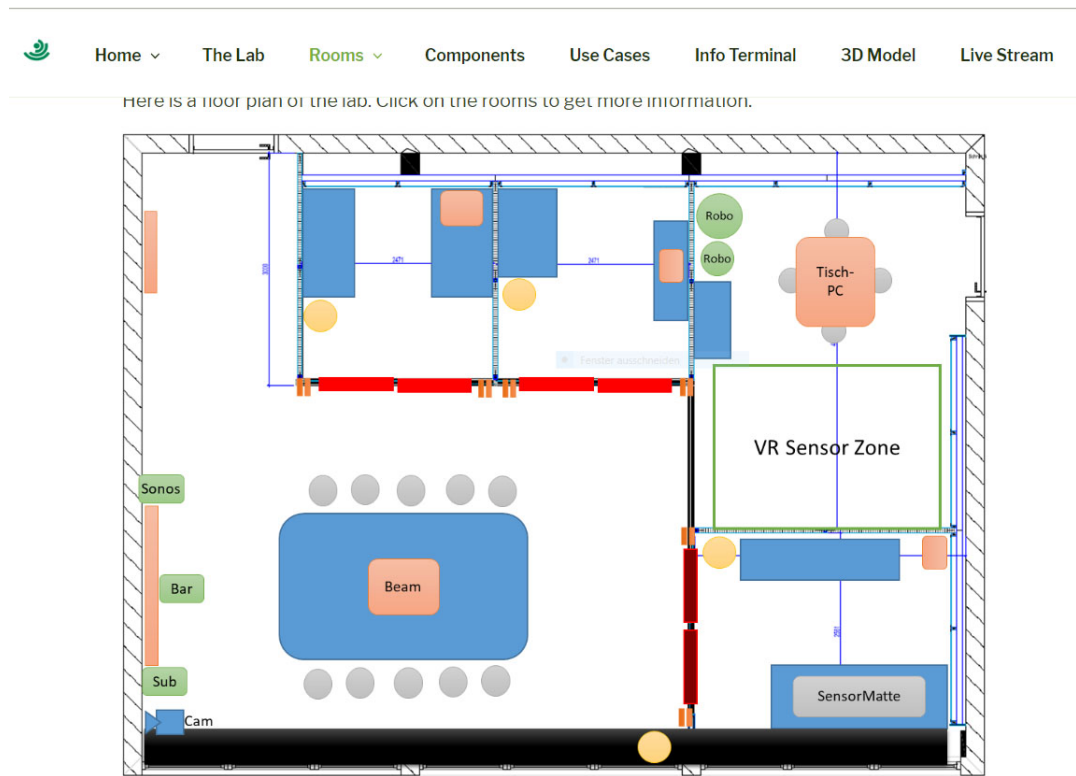 Home
The Lab
Rooms
Components
Use Cases
Info Terminal
3D Model
Live Stream
Here is a floor plan of the lab. Click on the rooms to get more information.
Robo
Robo
Tisch-
PC
2471
2471
Fenster ausschneiden
VR Sensor Zone
Sonos
Bar
Beam
Sub
Cam
SensorMatte